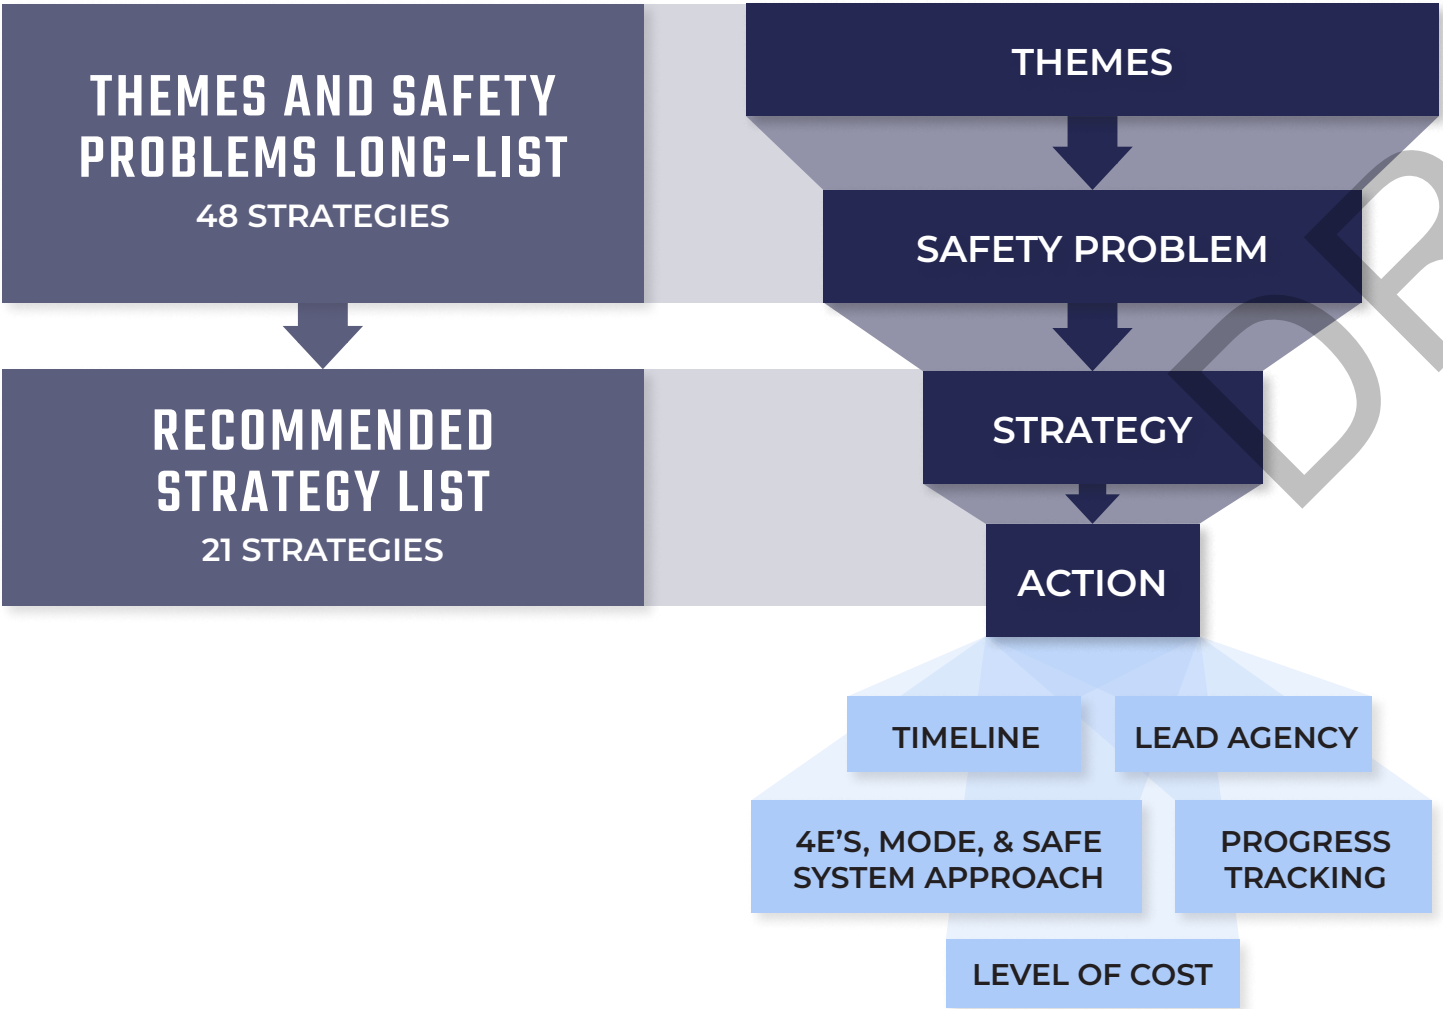 THEMES AND SAFETY
PROBLEMS LONG-LIST
48 STRATEGIES
RECOMMENDED
STRATEGY LIST
21 STRATEGIES
THEMES
SAFETY PROBLEM
STRATEGY
ACTION
TIMELINE
LEAD AGENCY
4E'S, MODE, & SAFE
SYSTEM APPROACH
PROGRESS
TRACKING
LEVEL OF COST